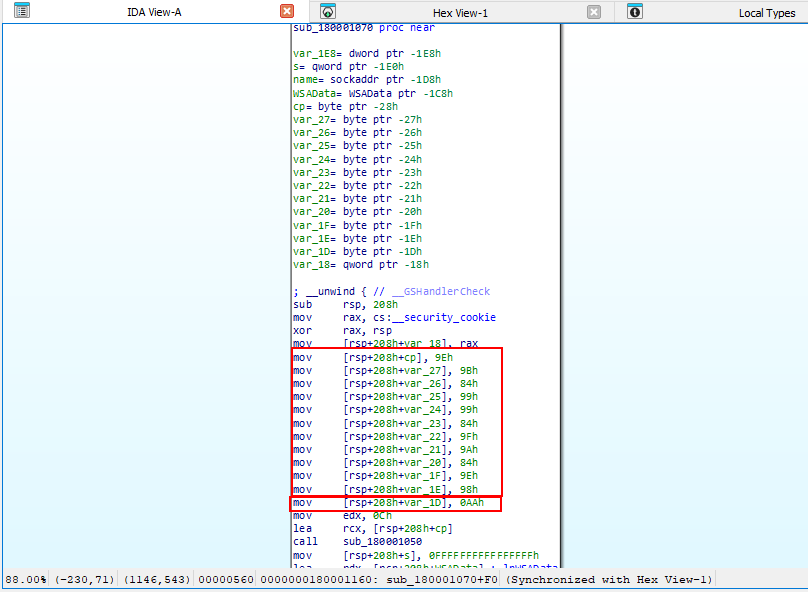 IDA View-A
Hex View-1
Local Types
sub_180001070 proc near
var_1E8= dword ptr -1E8h
s= qword ptr -1E0h
name= sockaddr ptr -1D8h
WSAData= WSAData ptr -1C8h
cp= byte ptr -28h
var_27= byte ptr -27h
var_26= byte ptr -26h
var_25= byte ptr -25h
var_24= byte ptr -24h
var_23= byte ptr -23h
var_22= byte ptr -22h
var_21= byte ptr -21h
var_20= byte ptr -20h
var_1F= byte ptr -1Fh
var_1E= byte ptr -1Eh
var_1D= byte ptr -1Dh
var_18= qword ptr -18h
; __unwind { // __GSHandlerCheck
sub rsp, 208h
mov rax, cs:__security_cookie
xor rax, rsp
mov [rsp+208h+var_18], rax
mov [rsp+208h+cp], 9Eh
mov [rsp+208h+var_27], 9Bh
mov [rsp+208h+var_26], 84h
mov [rsp+208h+var_25], 99h
mov [rsp+208h+var_24], 99h
mov [rsp+208h+var_23], 84h
mov [rsp+208h+var_22], 9Fh
mov [rsp+208h+var_21], 9Ah
mov [rsp+208h+var_20], 84h
mov [rsp+208h+var_1F], 9Eh
mov [rsp+208h+var_1E], 98h
mov [rsp+208h+var_1D], 0AAh
mov edx, 0Ch
lea rcx, [rsp+208h+cp]
call sub_180001050
mov [rsp+208h+s], 0FFFFFFFFFFFFFFFFh
lea rdx, [rsp+208h+WSAData] ; lpWSAData
88.00% (-230,71) (1146,543) 00000560 0000000180001160: sub_180001070+F0 (Synchronized with Hex View-1)